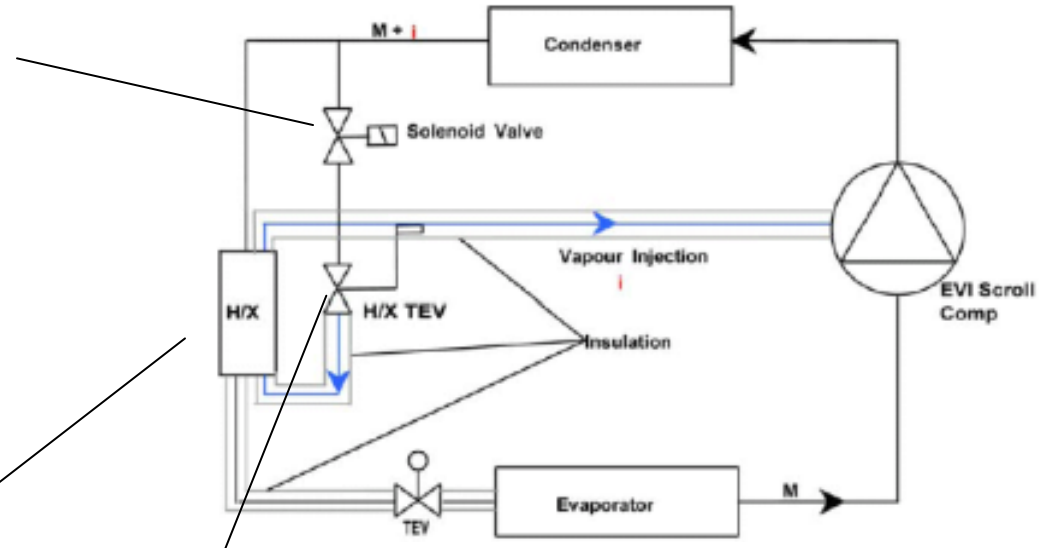 M + i
Condenser
Solenoid Valve
Vapour Injection
i
EVI Scroll
Comp
H/X
H/X TEV
Insulation
TEV
Evaporator
M